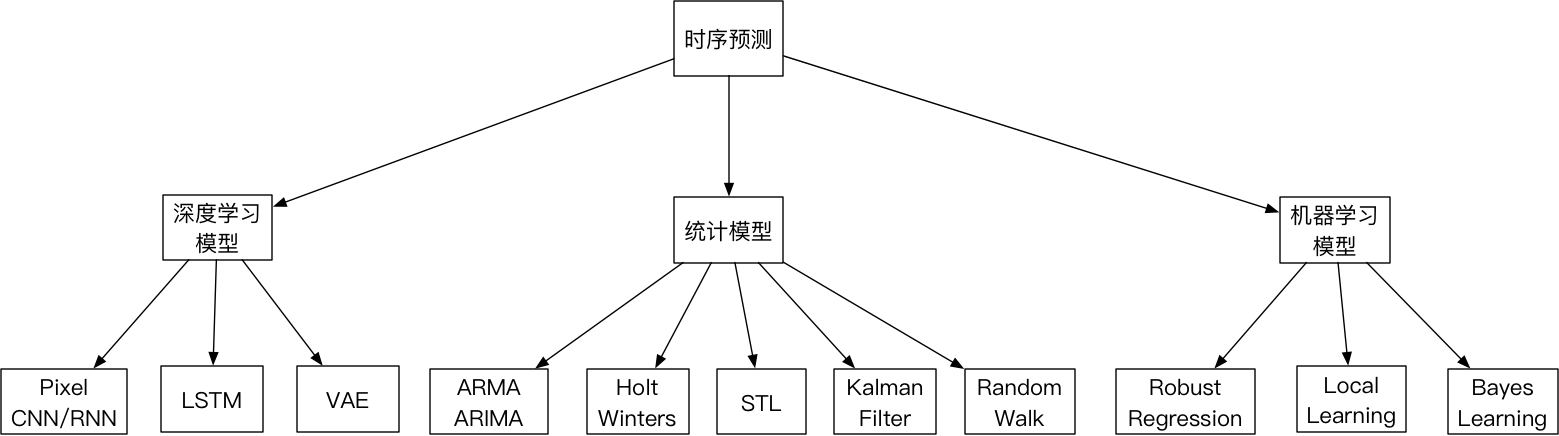 时序预测
深度学习
模型
统计模型
机器学习
模型
Pixel
CNN/RNN
LSTM
VAE
ARMA
ARIMA
Holt
Winters
STL
Kalman
Filter
Random
Walk
Robust
Regression
Local
Learning
Bayes
Learning